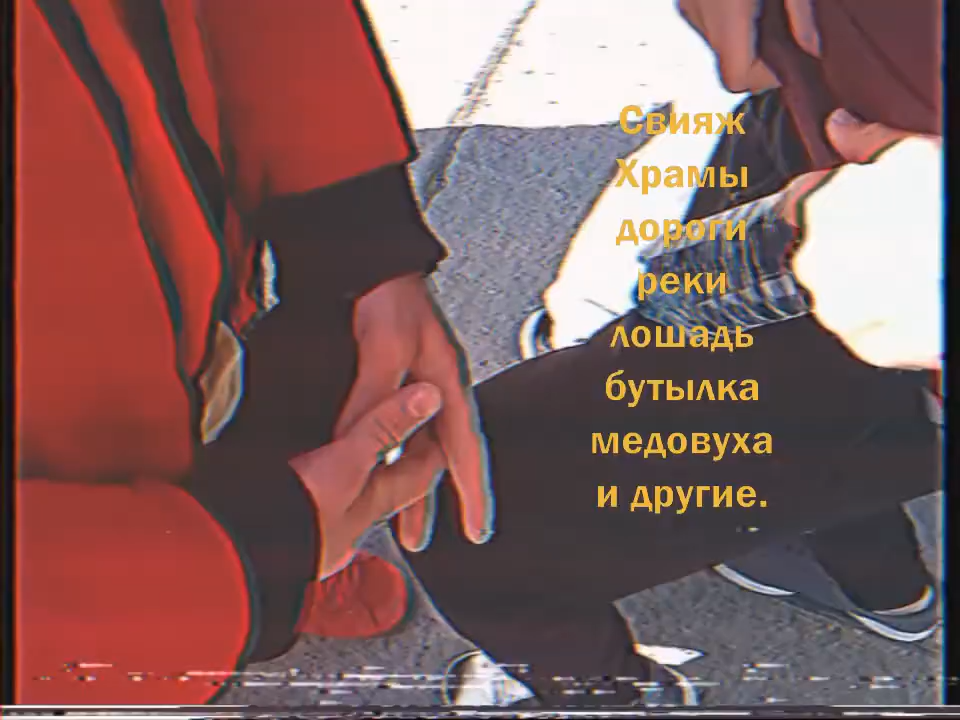 Свияж
Храмы
дороги
реки
лошадь
бутылка
медовуха
и другие.